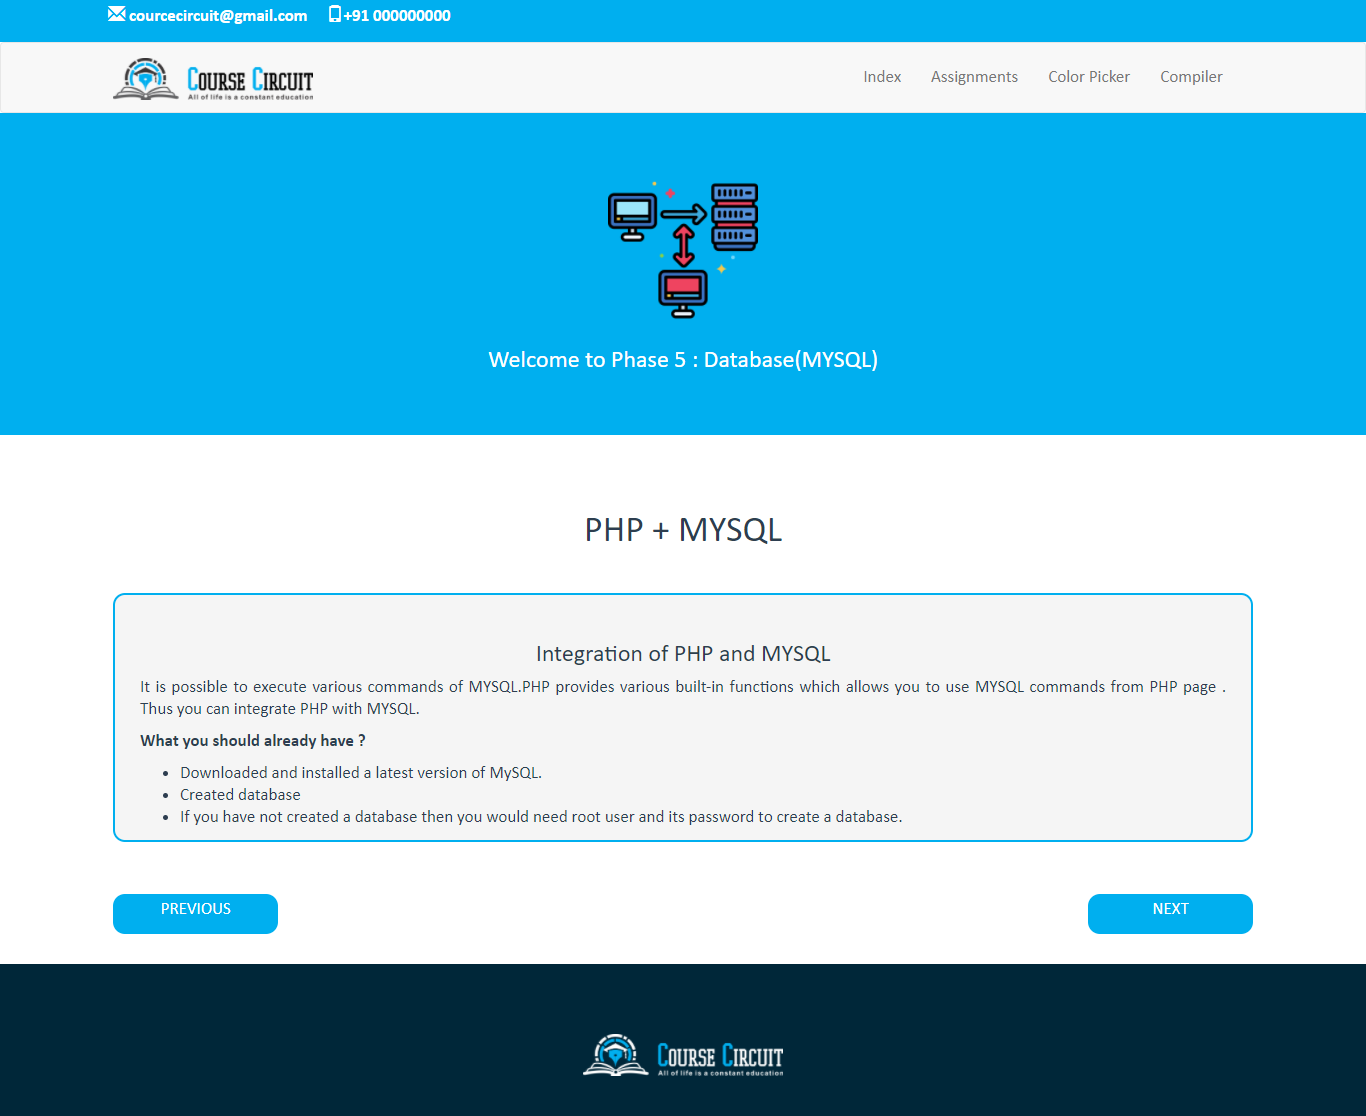 courcecircuit@gmail.com +91 000000000
COURSE CIRCUIT
All of life is a constant education
Index Assignments Color Picker Compiler
Welcome to Phase 5 : Database(MYSQL)
PHP + MYSQL
Integration of PHP and MYSQL
It is possible to execute various commands of MYSQL.PHP provides various built-in functions which allows you to use MYSQL commands from PHP page .
Thus you can integrate PHP with MYSQL.
What you should already have ?
• Downloaded and installed a latest version of MySQL.
• Created database
• If you have not created a database then you would need root user and its password to create a database.
PREVIOUS NEXT
COURSE CIRCUIT
All of life is a constant education